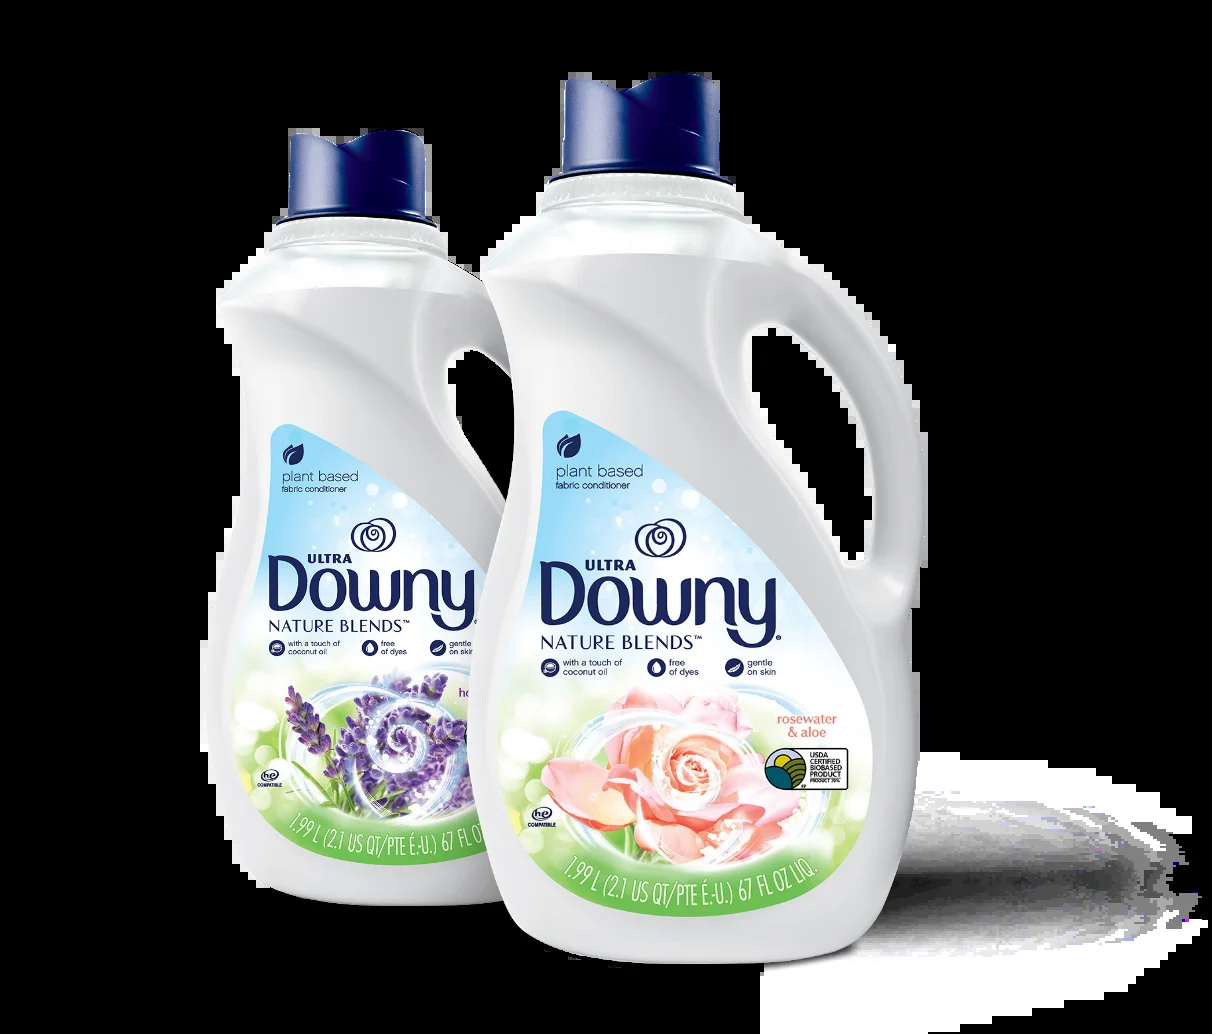 plant based
fabric conditioner
ULTRA
Downy
NATURE BLENDS™
with a touch of
coconut oil
free
of dyes
gentle
on skin
he
COMPATIBLE
1.99 L (2.1 US QT/PTE É.-U.) 67 FL OZ
plant based
fabric conditioner
ULTRA
Downy®
NATURE BLENDS™
with a touch of
coconut oil
free
of dyes
gentle
on skin
rosewater
& aloe
USDA
CERTIFIED
BIOBASED
PRODUCT
PRODUCT 79%
FP
he
COMPATIBLE
1.99 L (2.1 US QT/PTE É.-U.) 67 FL OZ LIQ.